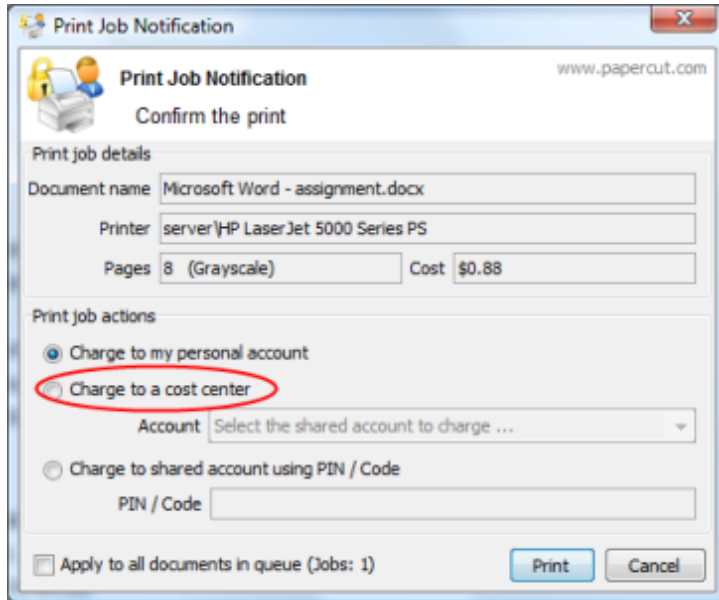 Print Job Notification
www.papercut.com
Print Job Notification
Confirm the print
Print job details
Document name Microsoft Word - assignment.docx
Printer server\HP LaserJet 5000 Series PS
Pages 8 (Grayscale) Cost $0.88
Print job actions
Charge to my personal account
Charge to a cost center
Account Select the shared account to charge ...
Charge to shared account using PIN / Code
PIN / Code
Apply to all documents in queue (Jobs: 1) Print Cancel